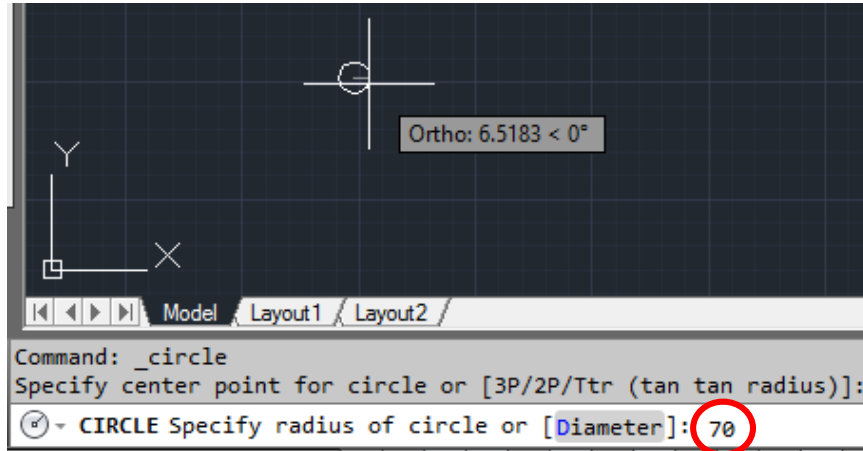 Ortho: 6.5183 < 0°
Y
X
Model Layout1 Layout2
Command: _circle
Specify center point for circle or [3P/2P/Ttr (tan tan radius)]:
CIRCLE Specify radius of circle or [Diameter]: 70